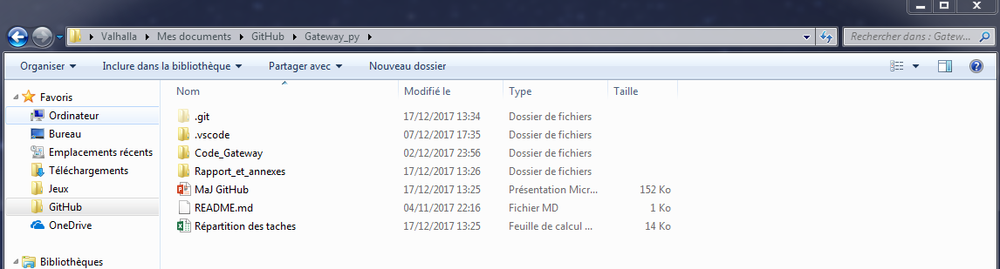 Valhalla Mes documents GitHub Gateway_py
Rechercher dans : Gatew...
Organiser Inclure dans la bibliothèque Partager avec Nouveau dossier
Favoris
Ordinateur
Bureau
Emplacements récents
Téléchargements
Jeux
GitHub
OneDrive
Bibliothèques
Nom Modifié le Type Taille
.git 17/12/2017 13:34 Dossier de fichiers
.vscode 07/12/2017 17:35 Dossier de fichiers
Code_Gateway 02/12/2017 23:56 Dossier de fichiers
Rapport_et_annexes 17/12/2017 13:26 Dossier de fichiers
MaJ GitHub 17/12/2017 13:25 Présentation Micr... 152 Ko
README.md 04/11/2017 22:16 Fichier MD 1 Ko
Répartition des taches 17/12/2017 13:25 Feuille de calcul ... 14 Ko